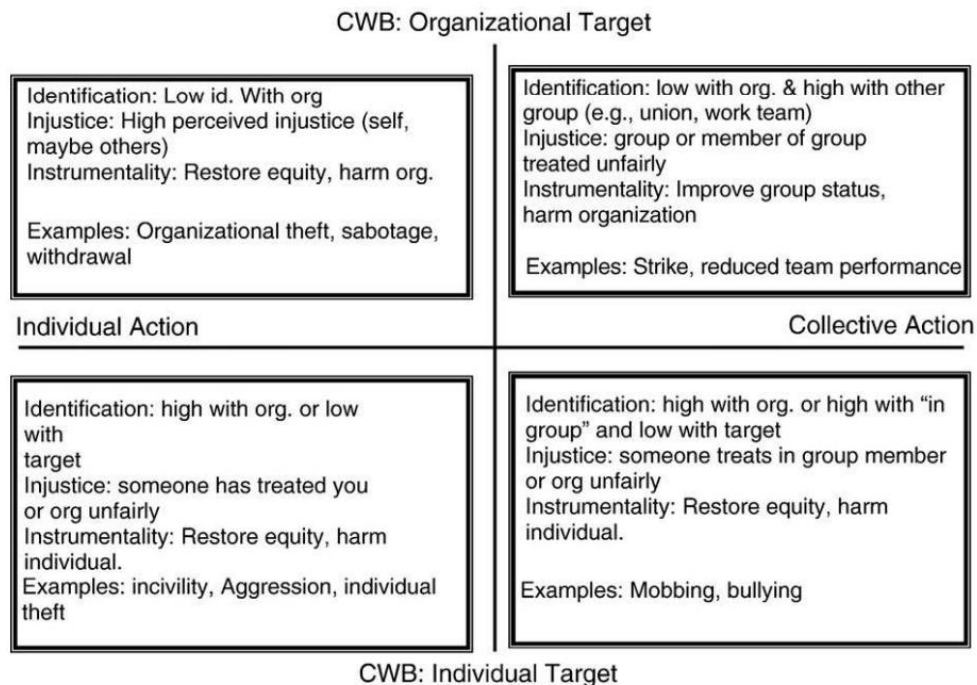 CWB: Organizational Target
Identification: Low id. With org
Injustice: High perceived injustice (self,
maybe others)
Instrumentality: Restore equity, harm org.
Examples: Organizational theft, sabotage,
withdrawal
Identification: low with org. & high with other
group (e.g., union, work team)
Injustice: group or member of group
treated unfairly
Instrumentality: Improve group status,
harm organization
Examples: Strike, reduced team performance
Individual Action
Collective Action
Identification: high with org. or low
with
target
Injustice: someone has treated you
or org unfairly
Instrumentality: Restore equity, harm
individual.
Examples: incivility, Aggression, individual
theft
Identification: high with org. or high with “in
group” and low with target
Injustice: someone treats in group member
or org unfairly
Instrumentality: Restore equity, harm
individual.
Examples: Mobbing, bullying
CWB: Individual Target